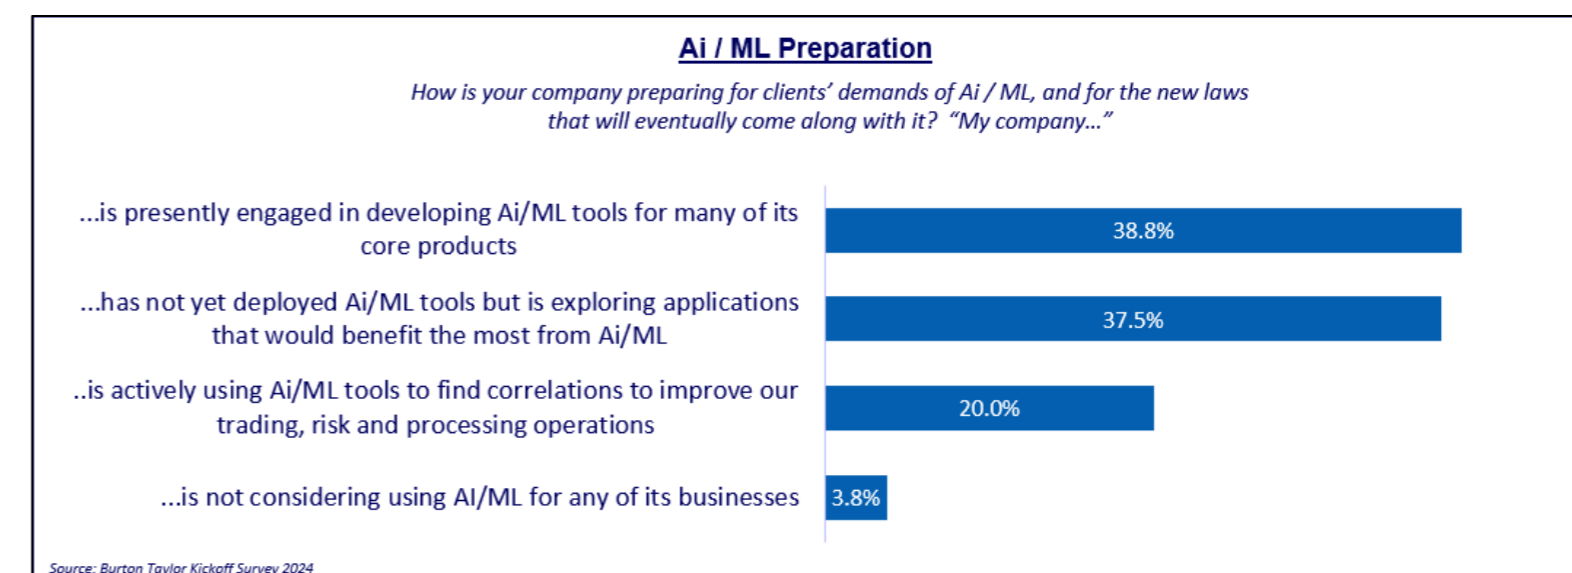 Ai / ML Preparation
How is your company preparing for clients’ demands of Ai / ML, and for the new laws
that will eventually come along with it?  “My company...”
...is presently engaged in developing Ai/ML tools for many of its
core products
38.8%
...has not yet deployed Ai/ML tools but is exploring applications
that would benefit the most from Ai/ML
37.5%
..is actively using Ai/ML tools to find correlations to improve our
trading, risk and processing operations
20.0%
...is not considering using AI/ML for any of its businesses
3.8%
Source: Burton Taylor Kickoff Survey 2024